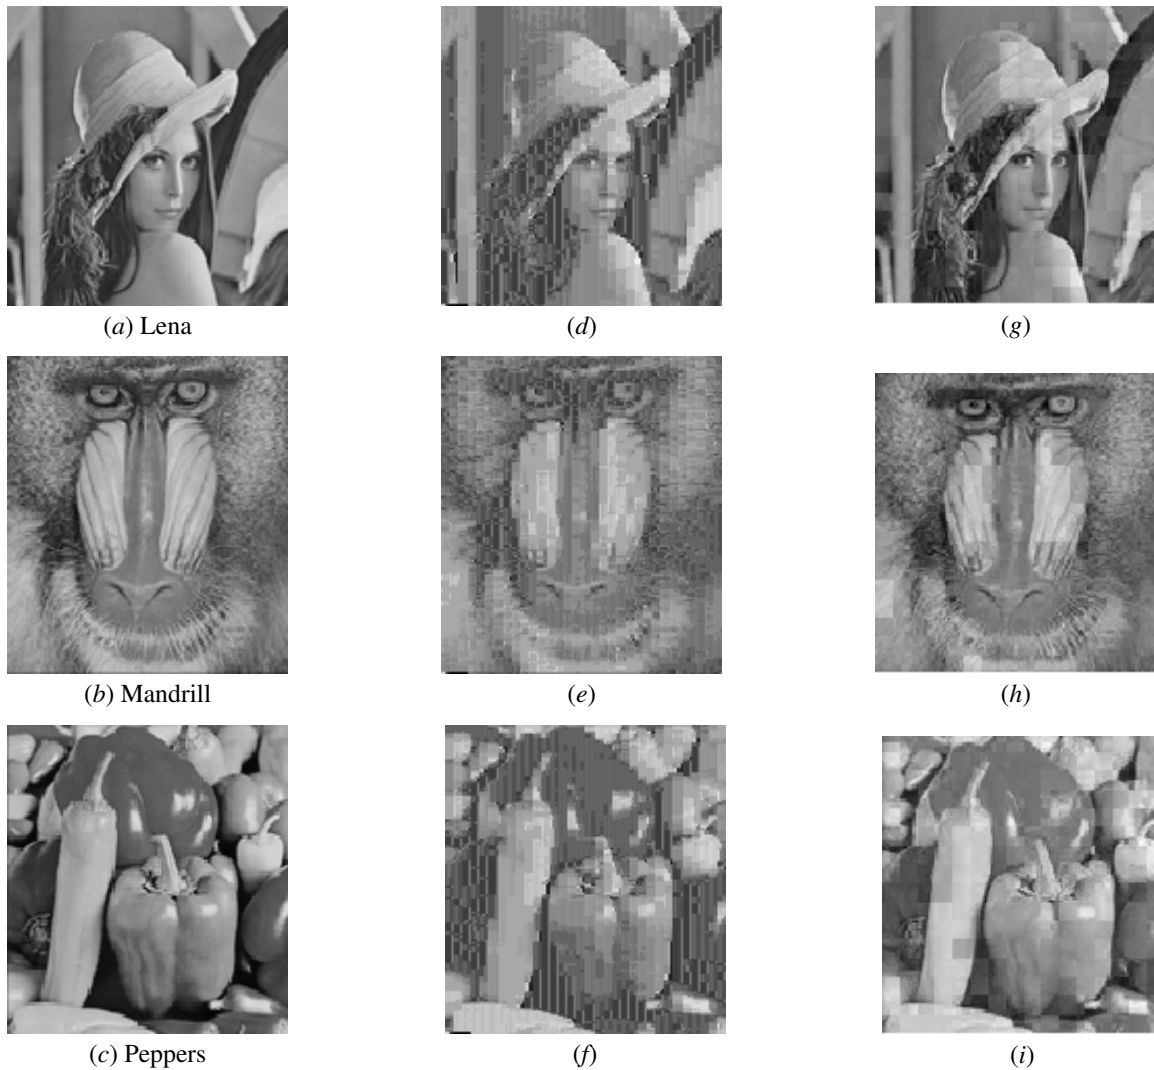 (a) Lena
(d)
(g)
(b) Mandrill
(e)
(h)
(c) Peppers
(f)
(i)